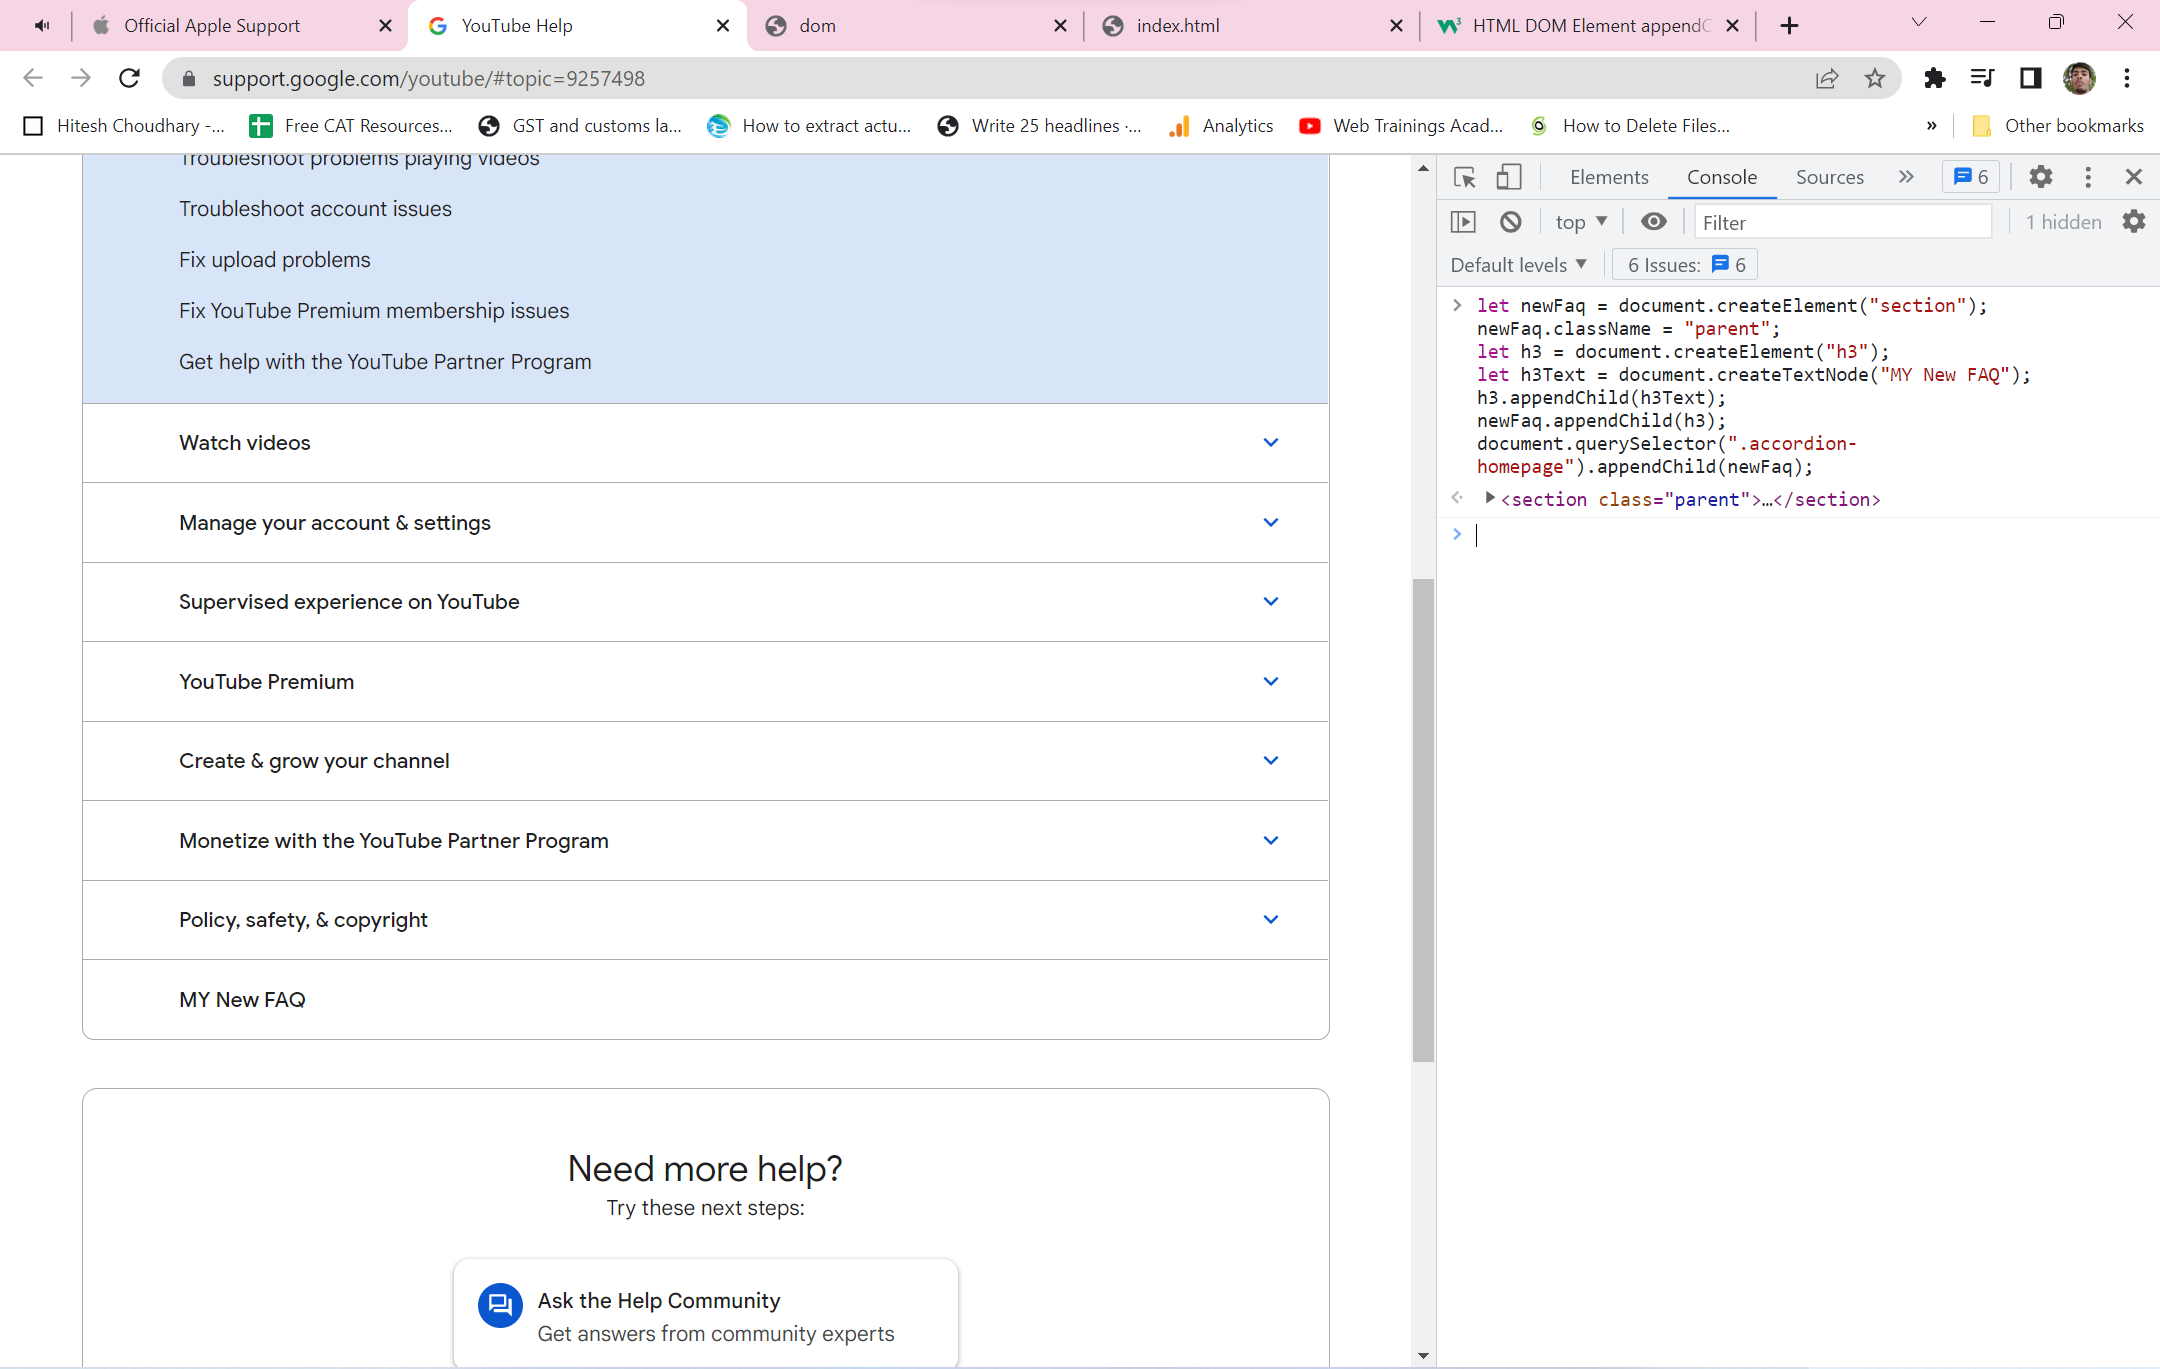 Official Apple Support
YouTube Help
dom
index.html
HTML DOM Element appendC
support.google.com/youtube/#topic=9257498
Hitesh Choudhary -...
Free CAT Resources...
GST and customs la...
How to extract actu...
Write 25 headlines ·...
Analytics
Web Trainings Acad...
How to Delete Files...
»
Other bookmarks
Troubleshoot problems playing videos
Troubleshoot account issues
Fix upload problems
Fix YouTube Premium membership issues
Get help with the YouTube Partner Program
Watch videos
Manage your account & settings
Supervised experience on YouTube
YouTube Premium
Create & grow your channel
Monetize with the YouTube Partner Program
Policy, safety, & copyright
MY New FAQ
Need more help?
Try these next steps:
Ask the Help Community
Get answers from community experts
Elements
Console
Sources
»
6
top
Filter
1 hidden
Default levels
6 Issues: 6
let newFaq = document.createElement("section");
newFaq.className = "parent";
let h3 = document.createElement("h3");
let h3Text = document.createTextNode("MY New FAQ");
h3.appendChild(h3Text);
newFaq.appendChild(h3);
document.querySelector(".accordion-
homepage").appendChild(newFaq);
<section class="parent">…</section>